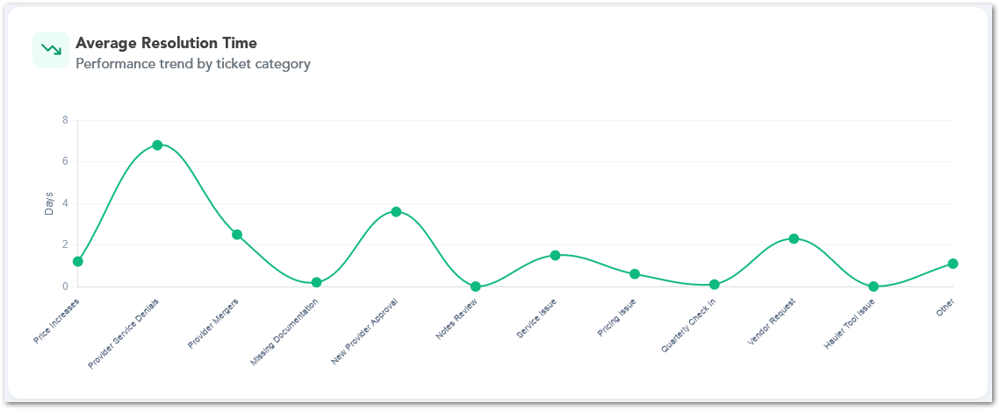 Average Resolution Time
Performance trend by ticket category
8
6
4
2
0
Days
Price Increases
Provider Service Denials
Provider Mergers
Missing Documentation
New Provider Approval
Notes Review
Service Issue
Pricing Issue
Quarterly Check In
Vendor Request
Hauler Tool Issue
Other